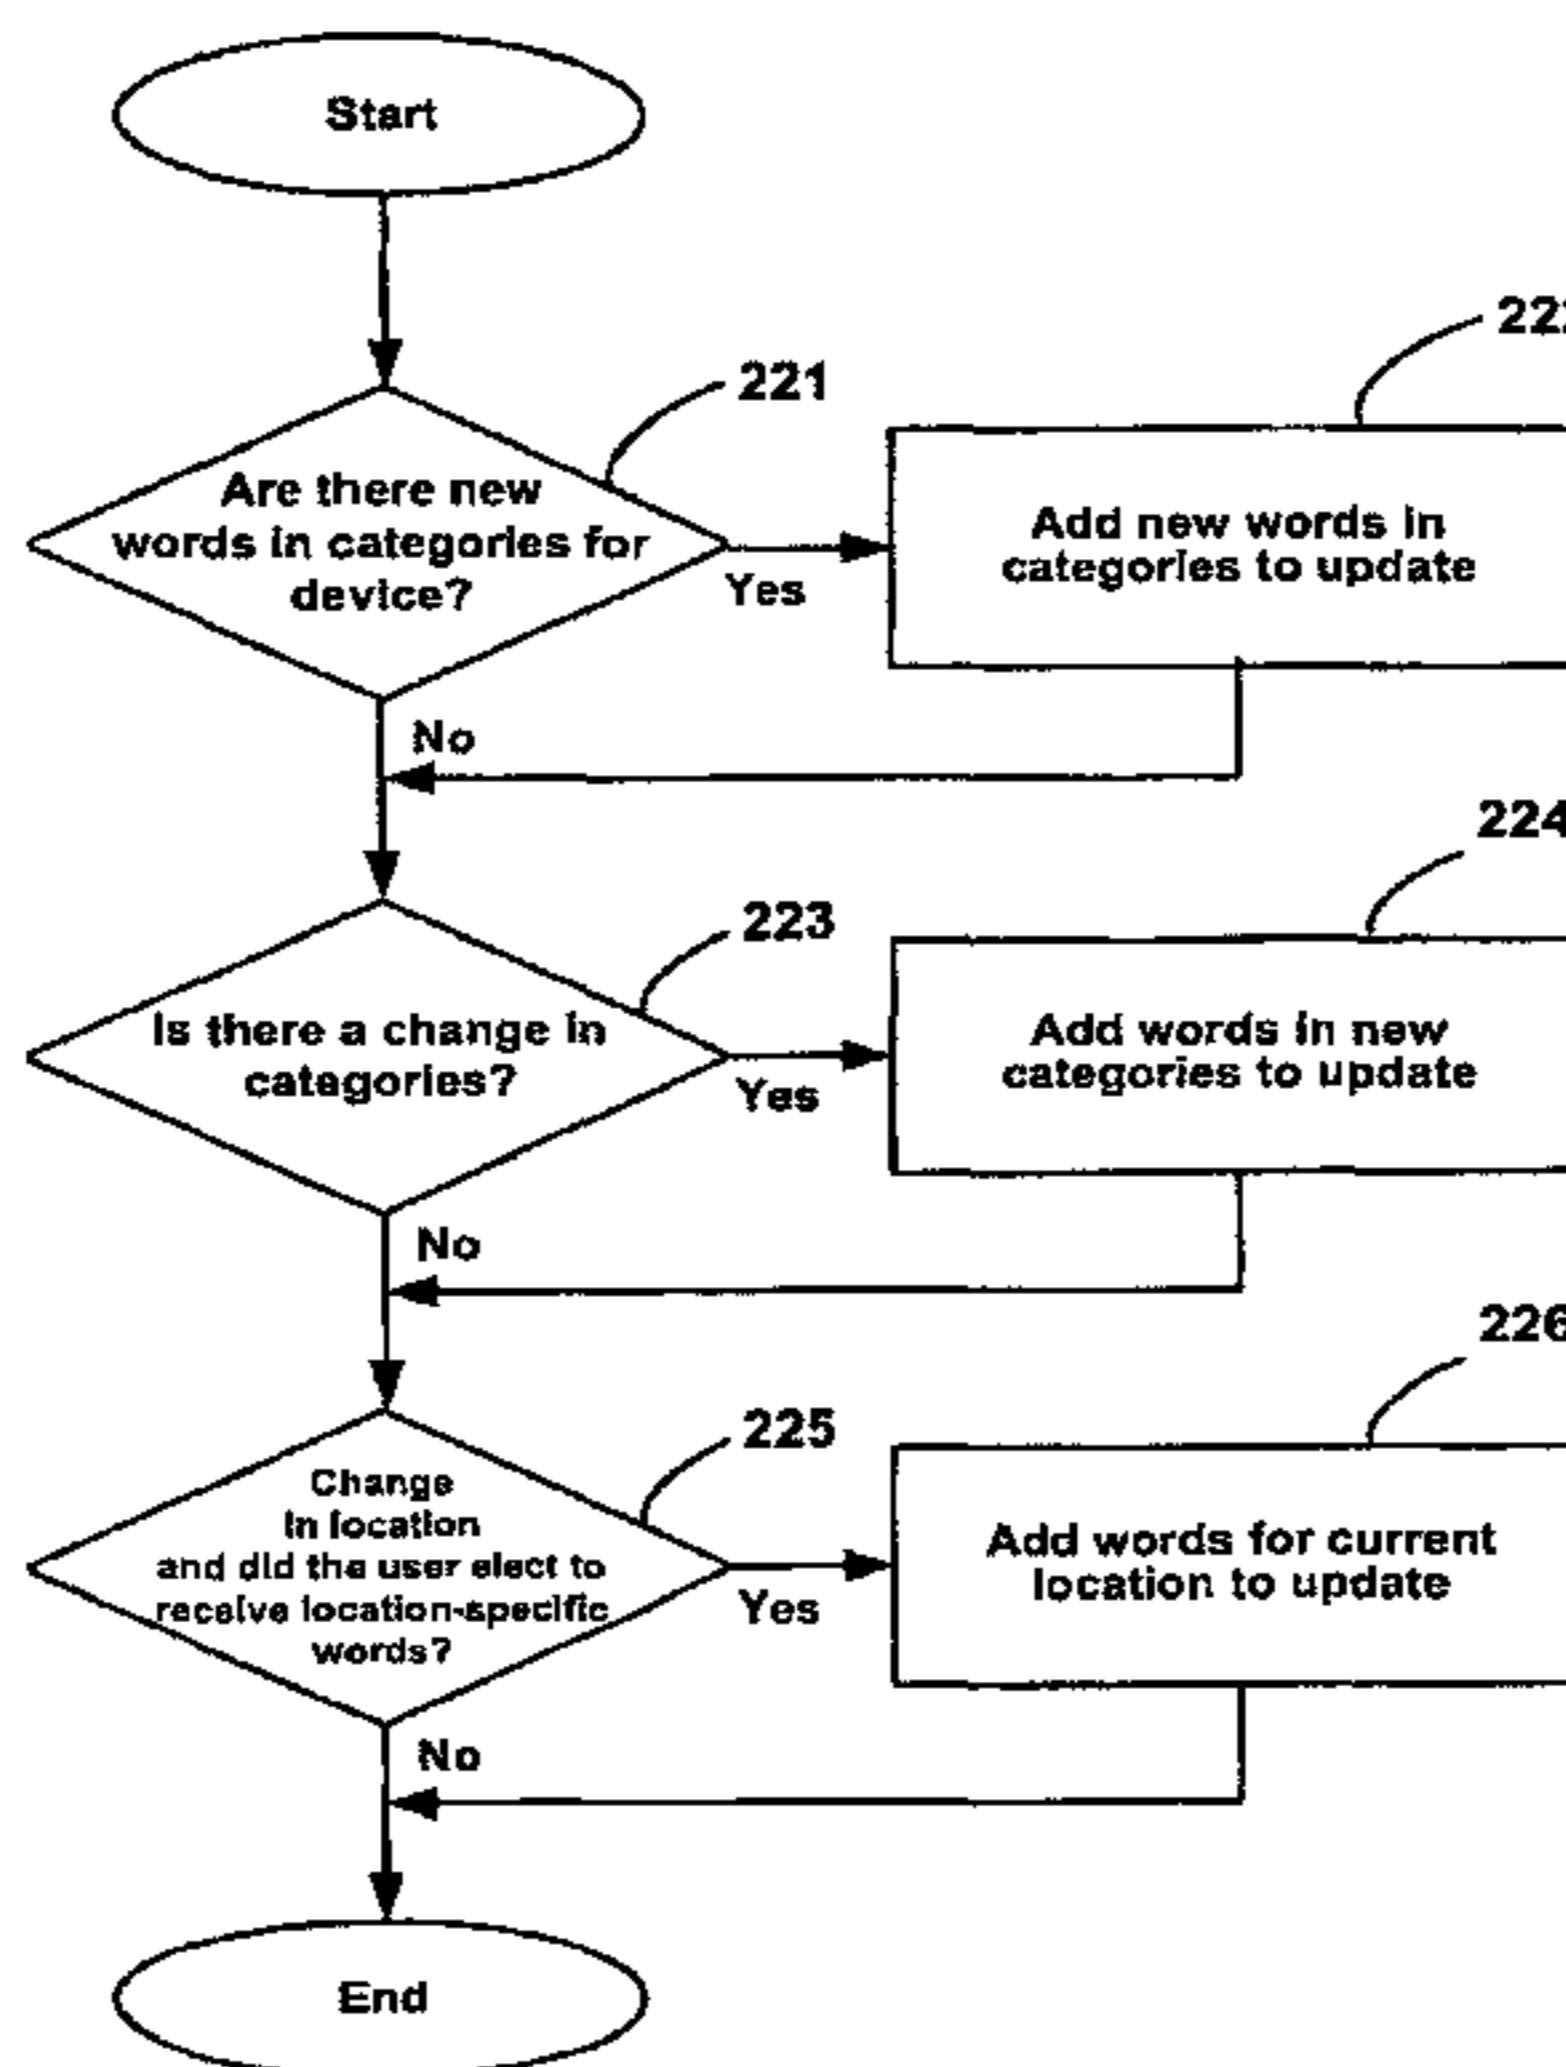 Start
221
222
Are there new
words in categories for
device?
Yes
Add new words in
categories to update
No
224
223
Is there a change in
categories?
Yes
Add words in new
categories to update
No
226
225
Change
in location
and did the user elect to
receive location-specific
words?
Yes
Add words for current
location to update
No
End